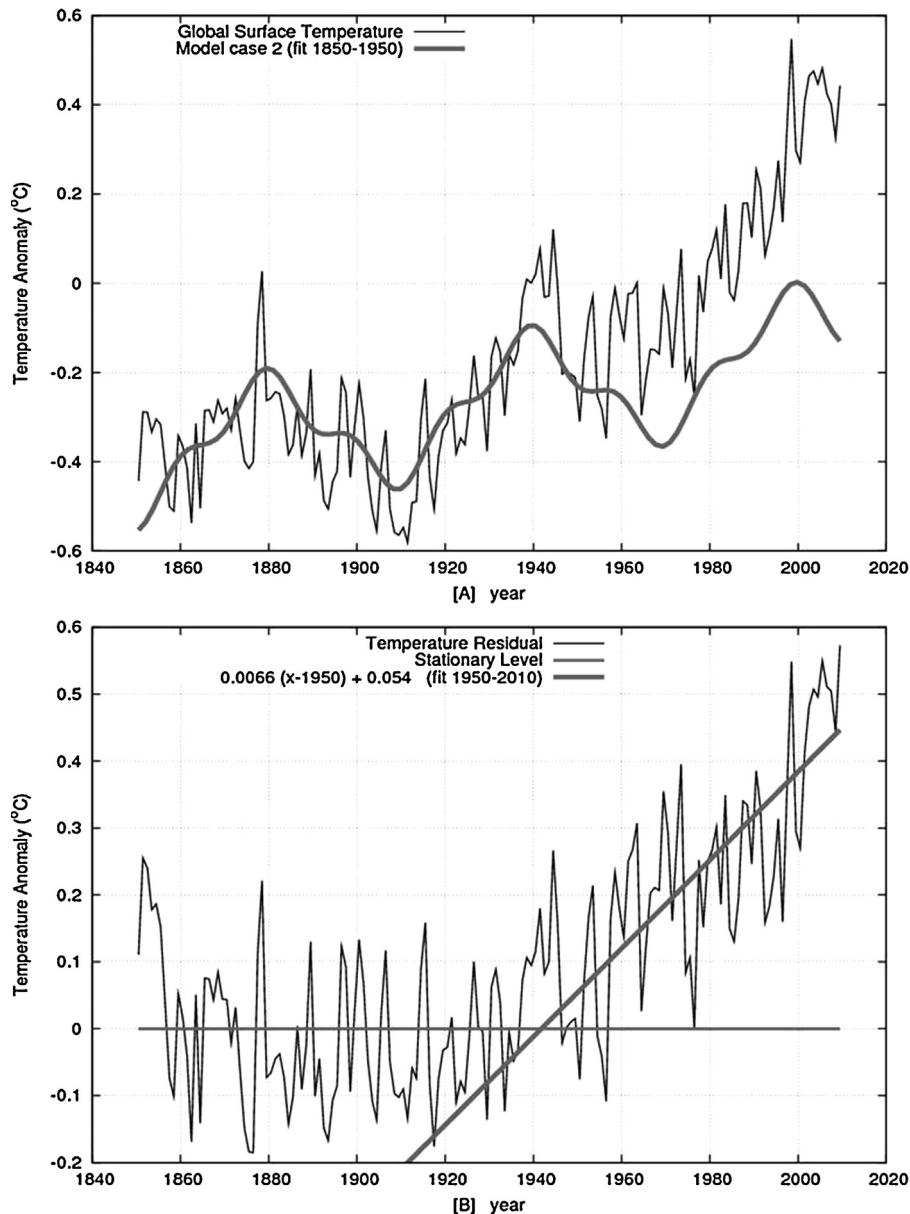 Global Surface Temperature
Model case 2 (fit 1850-1950)
Temperature Anomaly (°C)
0.6
0.4
0.2
0
-0.2
-0.4
-0.6
1840 1860 1880 1900 1920 1940 1960 1980 2000 2020
[A] year
Temperature Residual
Stationary Level
0.0066 (x-1950) + 0.054 (fit 1950-2010)
Temperature Anomaly (°C)
0.6
0.5
0.4
0.3
0.2
0.1
0
-0.1
-0.2
1840 1860 1880 1900 1920 1940 1960 1980 2000 2020
[B] year